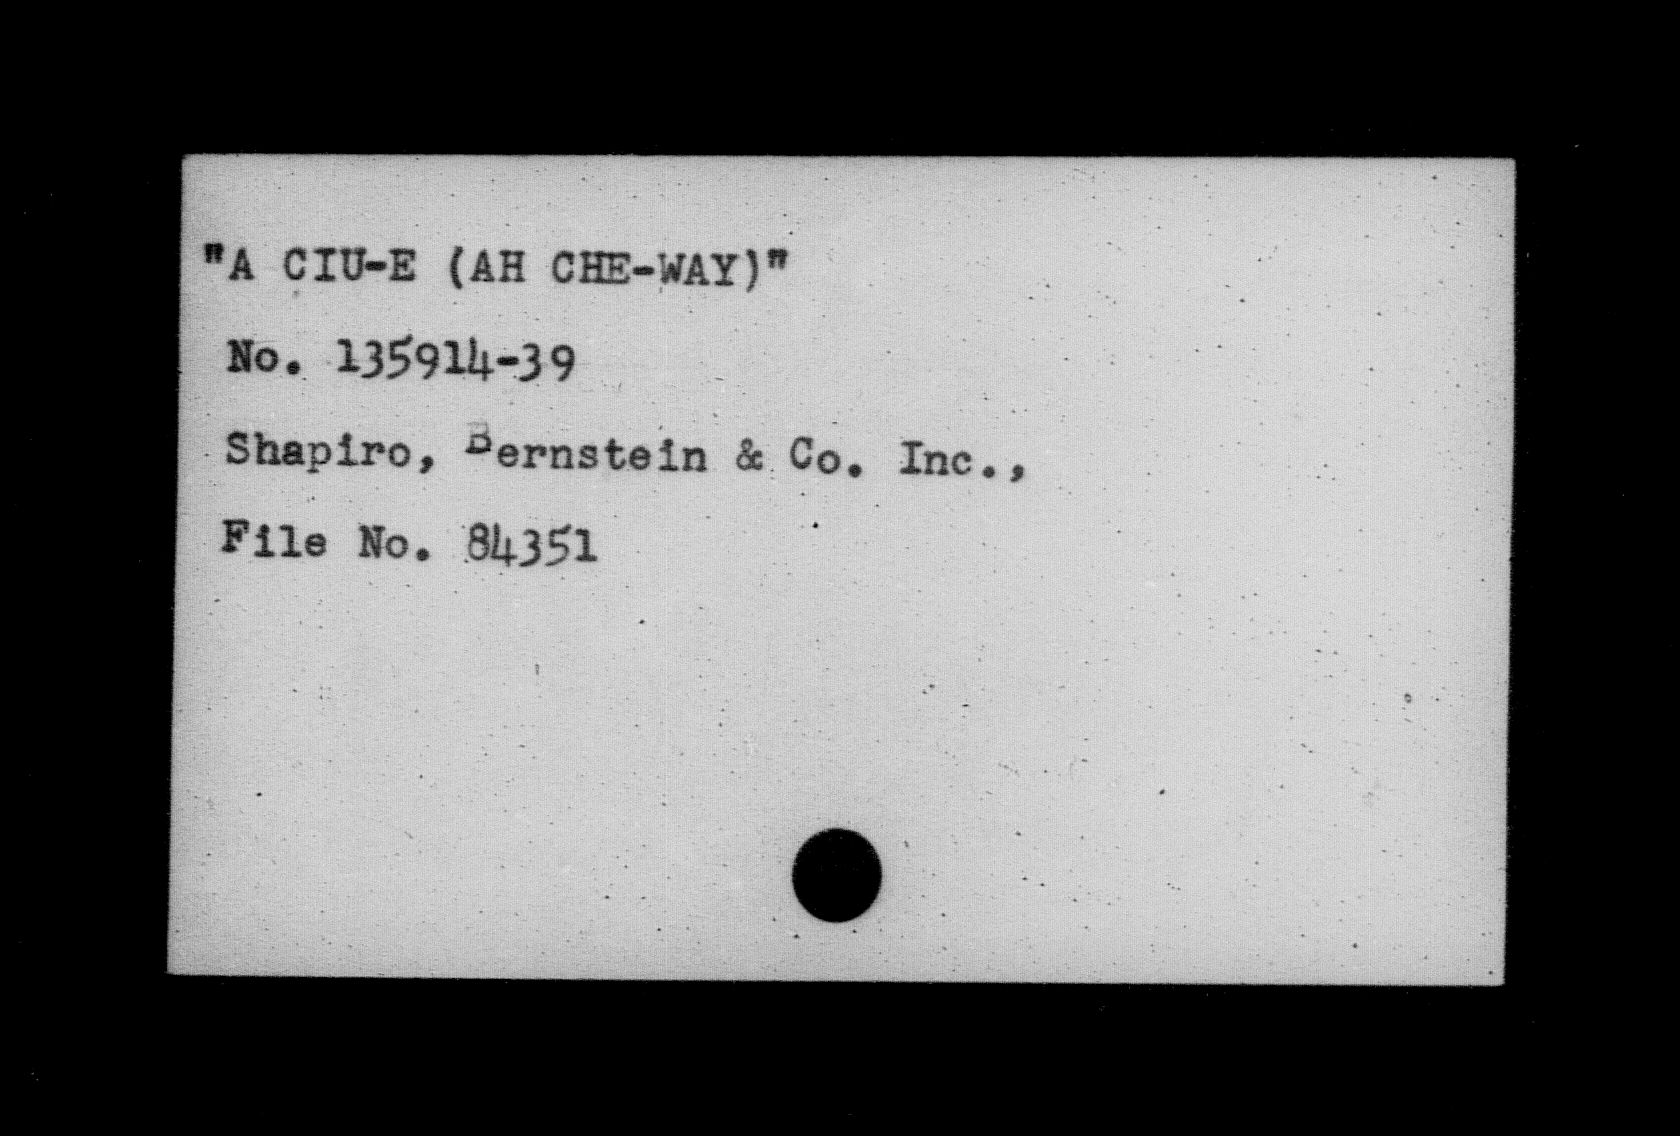 "A CIU-E (AH CHE-WAY)"
No. 135914-39
Shapiro, Bernstein & Co. Inc.,
File No. 84351